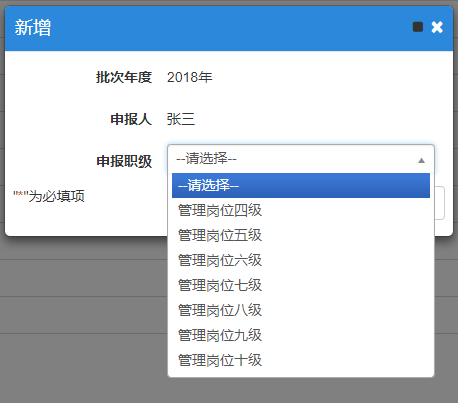 新增
批次年度 2018年
申报人 张三
申报职级 --请选择--
--请选择--
"*"为必填项
管理岗位四级
管理岗位五级
管理岗位六级
管理岗位七级
管理岗位八级
管理岗位九级
管理岗位十级